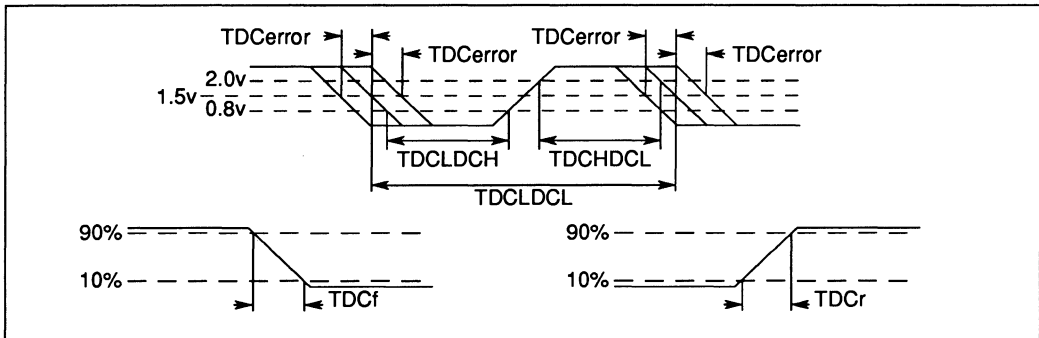 TDCerror TDCerror
TDCerror TDCerror
2.0v
1.5v
0.8v
TDCLDCH TDCHDCL
TDCLDCL
90% 90%
10% 10%
TDCf TDCr